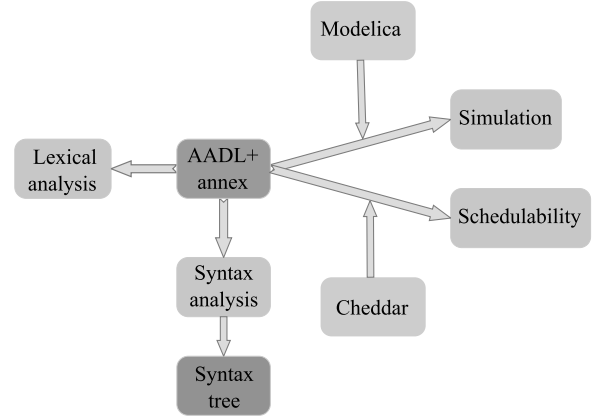 Modelica
Simulation
Lexical
analysis
AADL+
annex
Schedulability
Syntax
analysis
Cheddar
Syntax
tree